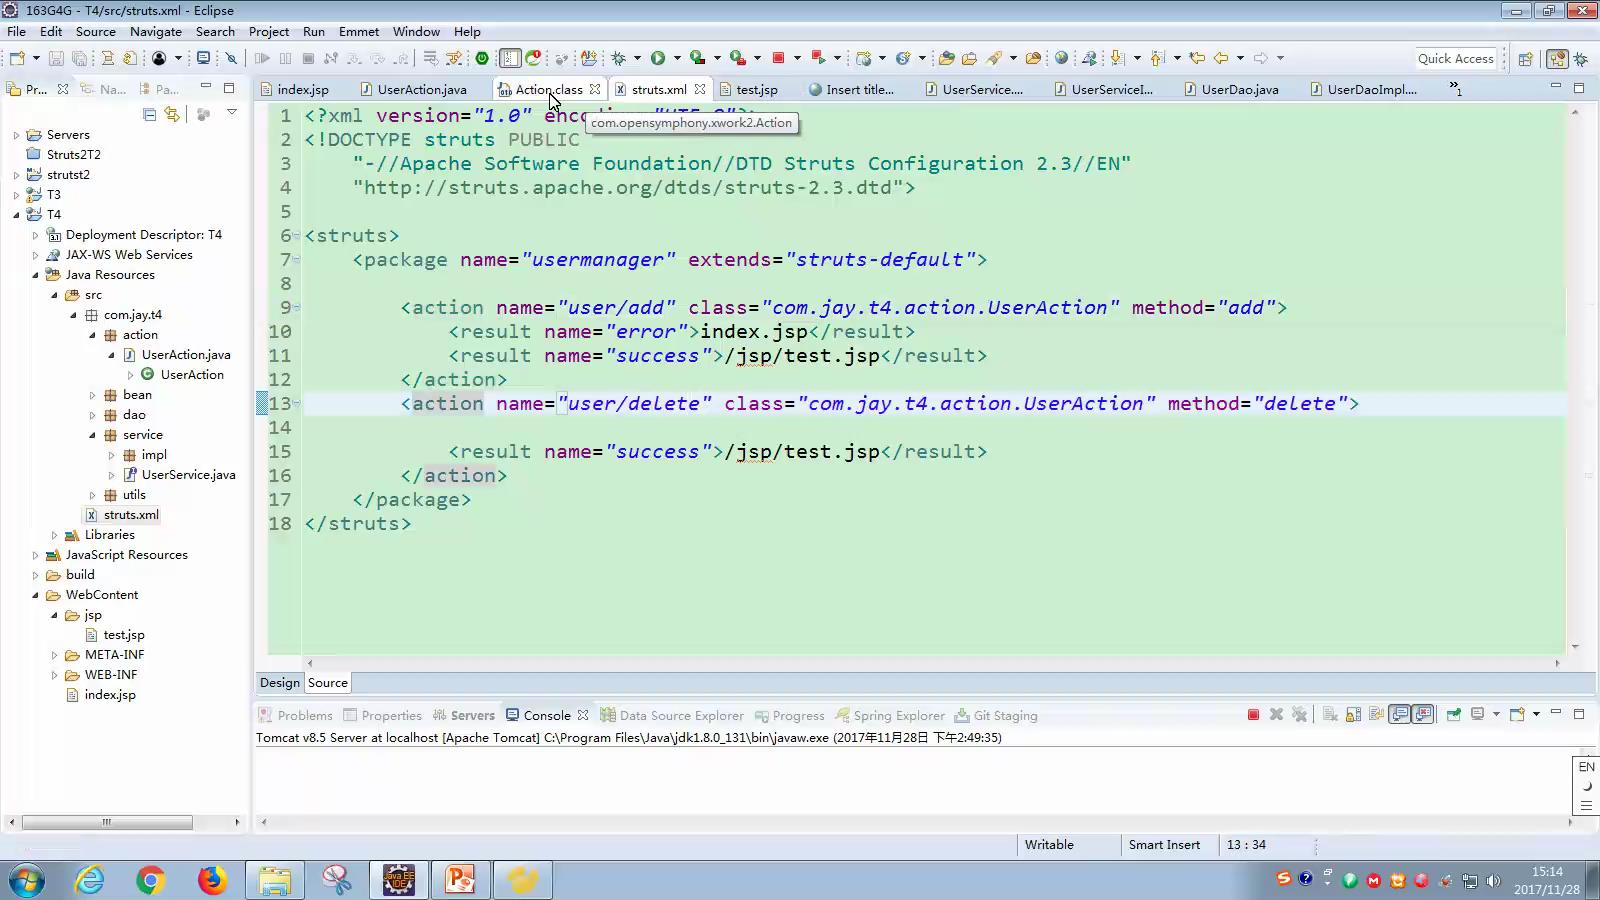 163G4G - T4/src/struts.xml - Eclipse
File Edit Source Navigate Search Project Run Emmet Window Help
Quick Access
Pr... Na...
index.jsp UserAction.java Action.class struts.xml test.jsp Insert title... UserService.... UserServiceI... UserDao.java UserDaoImpl.... »1
com.opensymphony.xwork2.Action
Servers
Struts2T2
strutst2
T3
T4
Deployment Descriptor: T4
JAX-WS Web Services
Java Resources
src
com.jay.t4
action
UserAction.java
UserAction
bean
dao
service
impl
UserService.java
utils
struts.xml
Libraries
JavaScript Resources
build
WebContent
jsp
test.jsp
META-INF
WEB-INF
index.jsp
1 <?xml version="1.0" encoding="UTF-8"?>
2 <!DOCTYPE struts PUBLIC
3 "-//Apache Software Foundation//DTD Struts Configuration 2.3//EN"
4 "http://struts.apache.org/dtds/struts-2.3.dtd">
5
6 <struts>
7 <package name="usermanager" extends="struts-default">
8
9 <action name="user/add" class="com.jay.t4.action.UserAction" method="add">
10 <result name="error">index.jsp</result>
11 <result name="success">/jsp/test.jsp</result>
12 </action>
13 <action name="user/delete" class="com.jay.t4.action.UserAction" method="delete">
14
15 <result name="success">/jsp/test.jsp</result>
16 </action>
17 </package>
18 </struts>
Design Source
Problems Properties Servers Console Data Source Explorer Progress Spring Explorer Git Staging
Tomcat v8.5 Server at localhost [Apache Tomcat] C:\Program Files\Java\jdk1.8.0_131\bin\javaw.exe (2017年11月28日 下午2:49:35)
EN
Writable Smart Insert 13 : 34
Java EE
IDE
15:14
2017/11/28